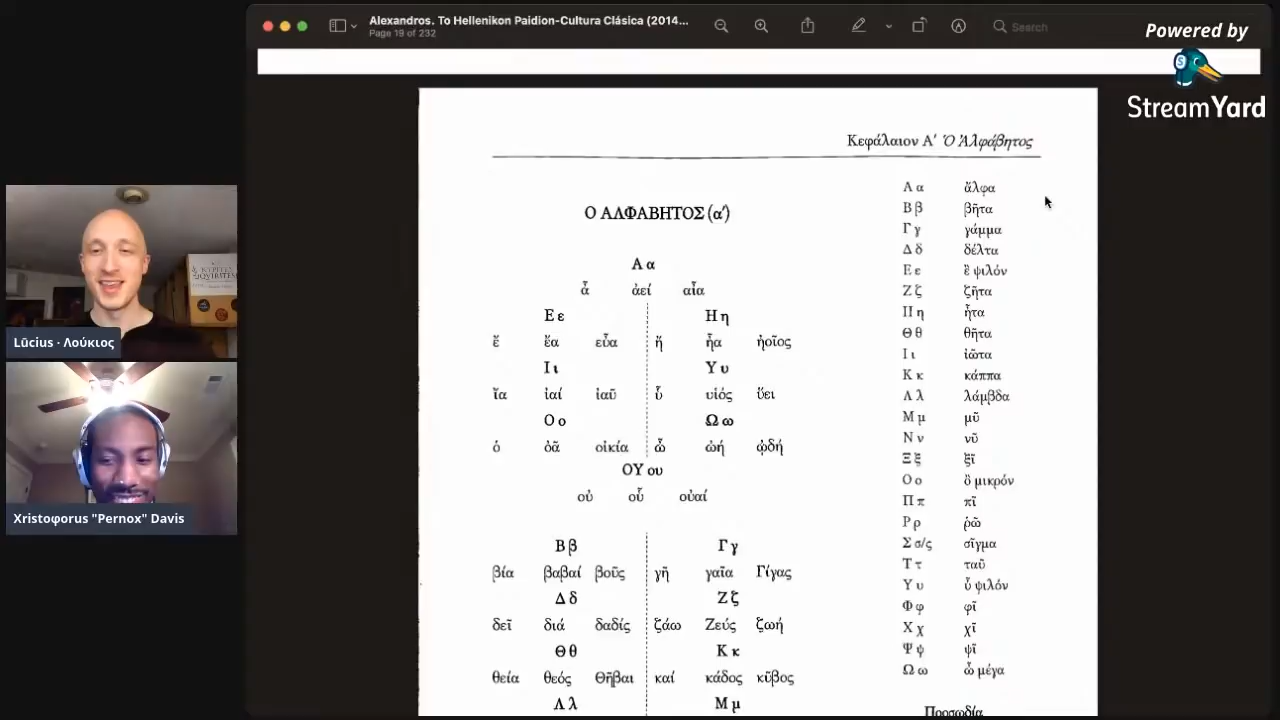 Alexandros. To Hellenikon Paidion-Cultura Clásica (2014...
Page 19 of 232
Search
Powered by
StreamYard
Κεφάλαιον Αʹ Ὁ Ἀλφάβητος
Ο ΑΛΦΑΒΗΤΟΣ (αʹ)
Α α
ἆ ἀεί αἶα
Ε ε Η η
ἔ ἔα εὖα ἤ ἦα ἠοῖος
Ι ι Υ υ
ἴα ἰαί ἰαῦ ὗ υἱός ὕει
Ο ο Ω ω
ὁ ὀᾶ οἰκία ὦ ὠή ᾠδή
ΟΥ ου
οὐ οὗ οὐαί
Β β Γ γ
βία βαβαί βοῦς γῆ γαῖα Γίγας
Δ δ Ζ ζ
δεῖ διά δαδίς ζάω Ζεύς ζωή
Θ θ Κ κ
θεία θεός Θῆβαι καί κάδος κῦβος
Λ λ Μ μ
Α α ἄλφα
Β β βῆτα
Γ γ γάμμα
Δ δ δέλτα
Ε ε ἒ ψιλόν
Ζ ζ ζῆτα
Η η ἦτα
Θ θ θῆτα
Ι ι ἰῶτα
Κ κ κάππα
Λ λ λάμβδα
Μ μ μῦ
Ν ν νῦ
Ξ ξ ξῖ
Ο ο ὂ μικρόν
Π π πῖ
Ρ ρ ῥῶ
Σ σ/ς σῖγμα
Τ τ ταῦ
Υ υ ὖ ψιλόν
Φ φ φῖ
Χ χ χῖ
Ψ ψ ψῖ
Ω ω ὦ μέγα
Προσωδία
Lūcius · Λούκιος
Xristoφorus "Pernox" Davis